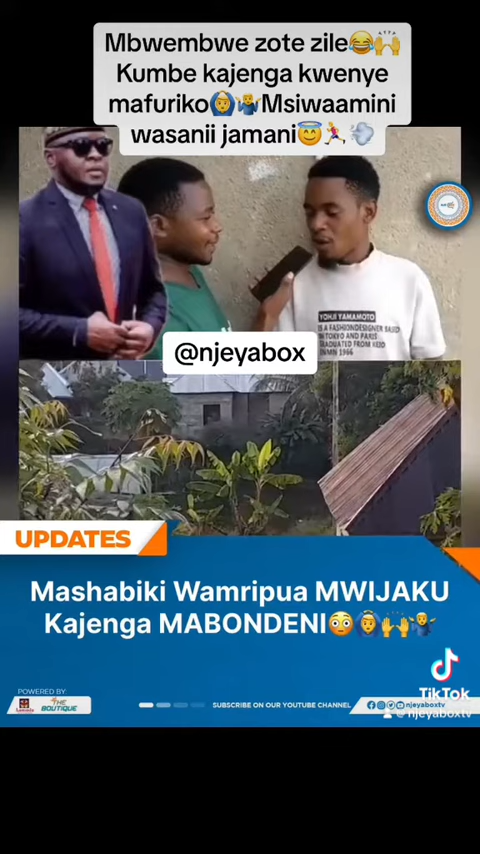 Mbwembwe zote zile😂🙌
Kumbe kajenga kwenye
mafuriko🙆‍♂️🤷‍♂️Msiwaamini
wasanii jamani😇🏃‍♂️💨
YOHJI YAMAMOTO
IS A FASHIONDESIGNER BASED
IN TOKYO AND PARIS
GRADUATED FROM KEIO
@njeyabox
UPDATES
Mashabiki Wamripua MWIJAKU
Kajenga MABONDENI😳🙆‍♂️🙌🤷‍♂️
TikTok
POWERED BY:
THE
BOUTIQUE
SUBSCRIBE ON OUR YOUTUBE CHANNEL
njeyaboxtv
@njeyaboxtv